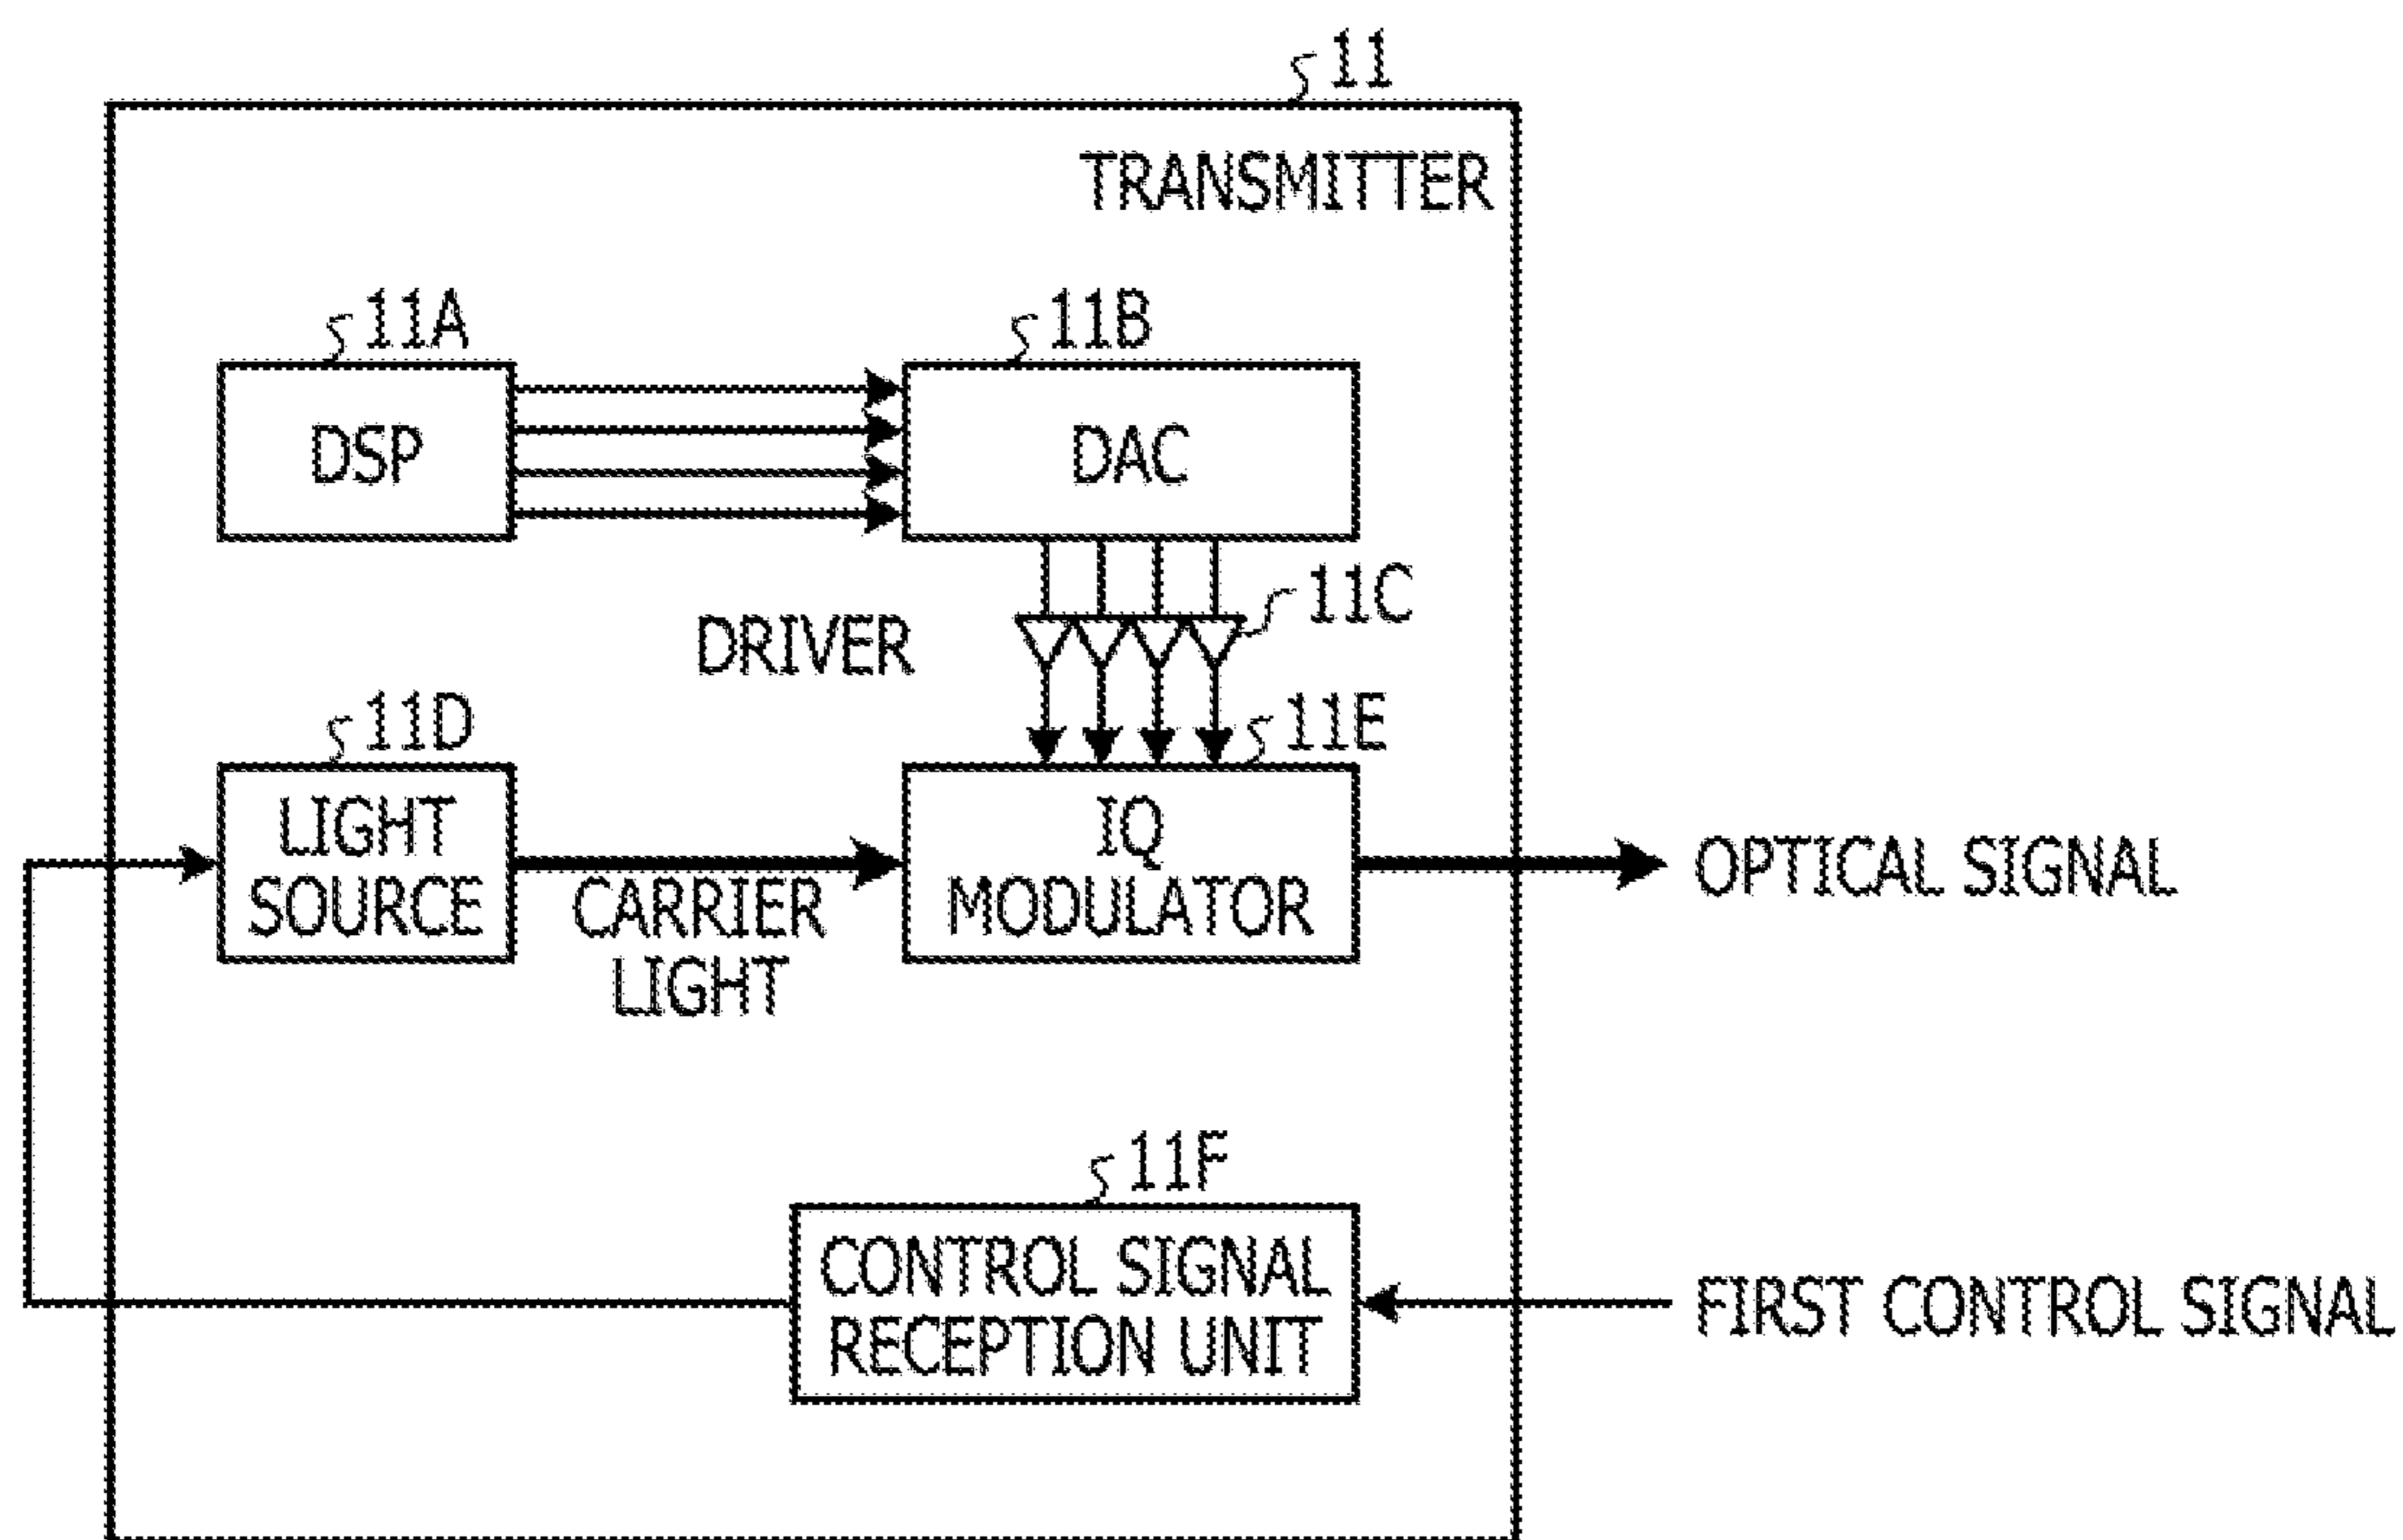 11
TRANSMITTER
11A
11B
DSP
DAC
11C
DRIVER
11D
11E
LIGHT
SOURCE
CARRIER
LIGHT
IQ
MODULATOR
OPTICAL SIGNAL
11F
CONTROL SIGNAL
RECEPTION UNIT
FIRST CONTROL SIGNAL